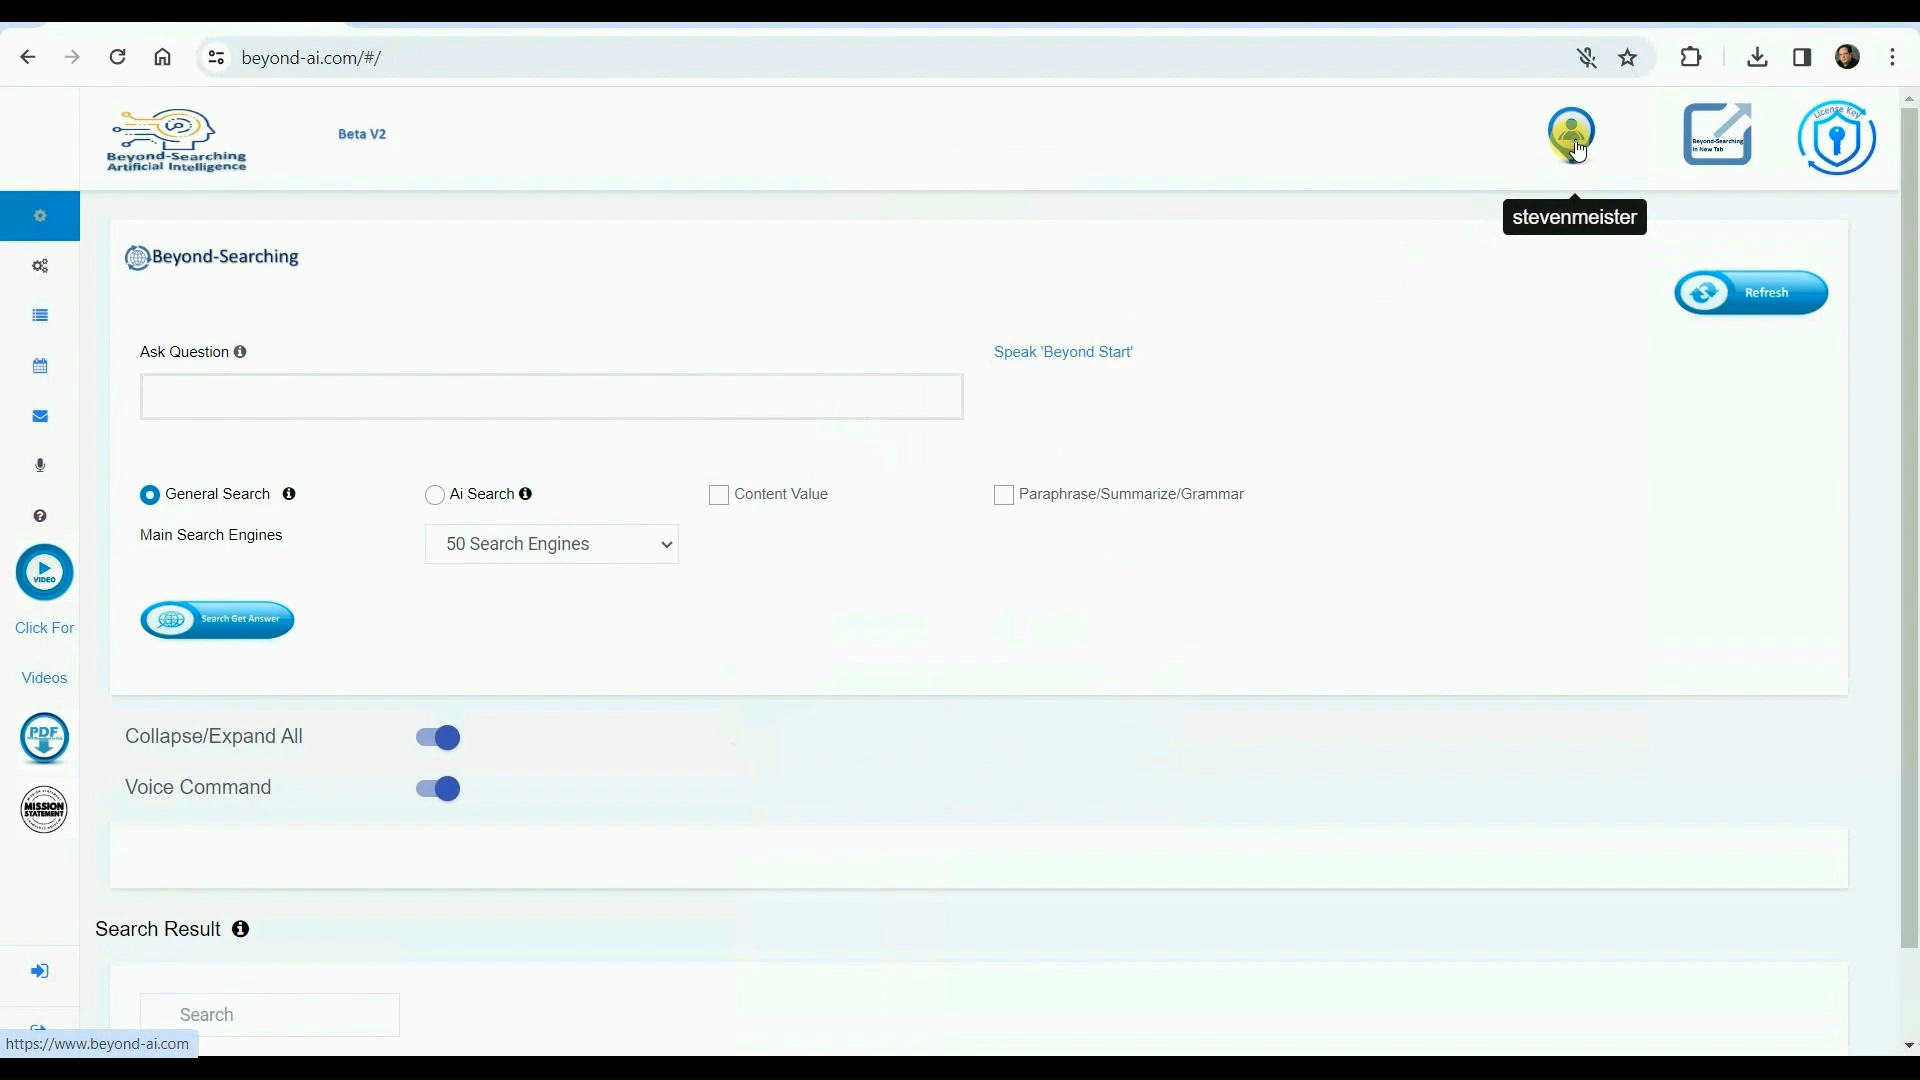 beyond-ai.com/#/
Beyond-Searching
Artificial Intelligence
Beta V2
Beyond-Searching
in New Tab
License Key
stevenmeister
Beyond-Searching
Refresh
Ask Question
Speak 'Beyond Start'
General Search
Ai Search
Content Value
Paraphrase/Summarize/Grammar
Main Search Engines
50 Search Engines
Search Get Answer
VIDEO
Click For
Videos
PDF
MISSION
STATEMENT
Collapse/Expand All
Voice Command
Search Result
Search
https://www.beyond-ai.com